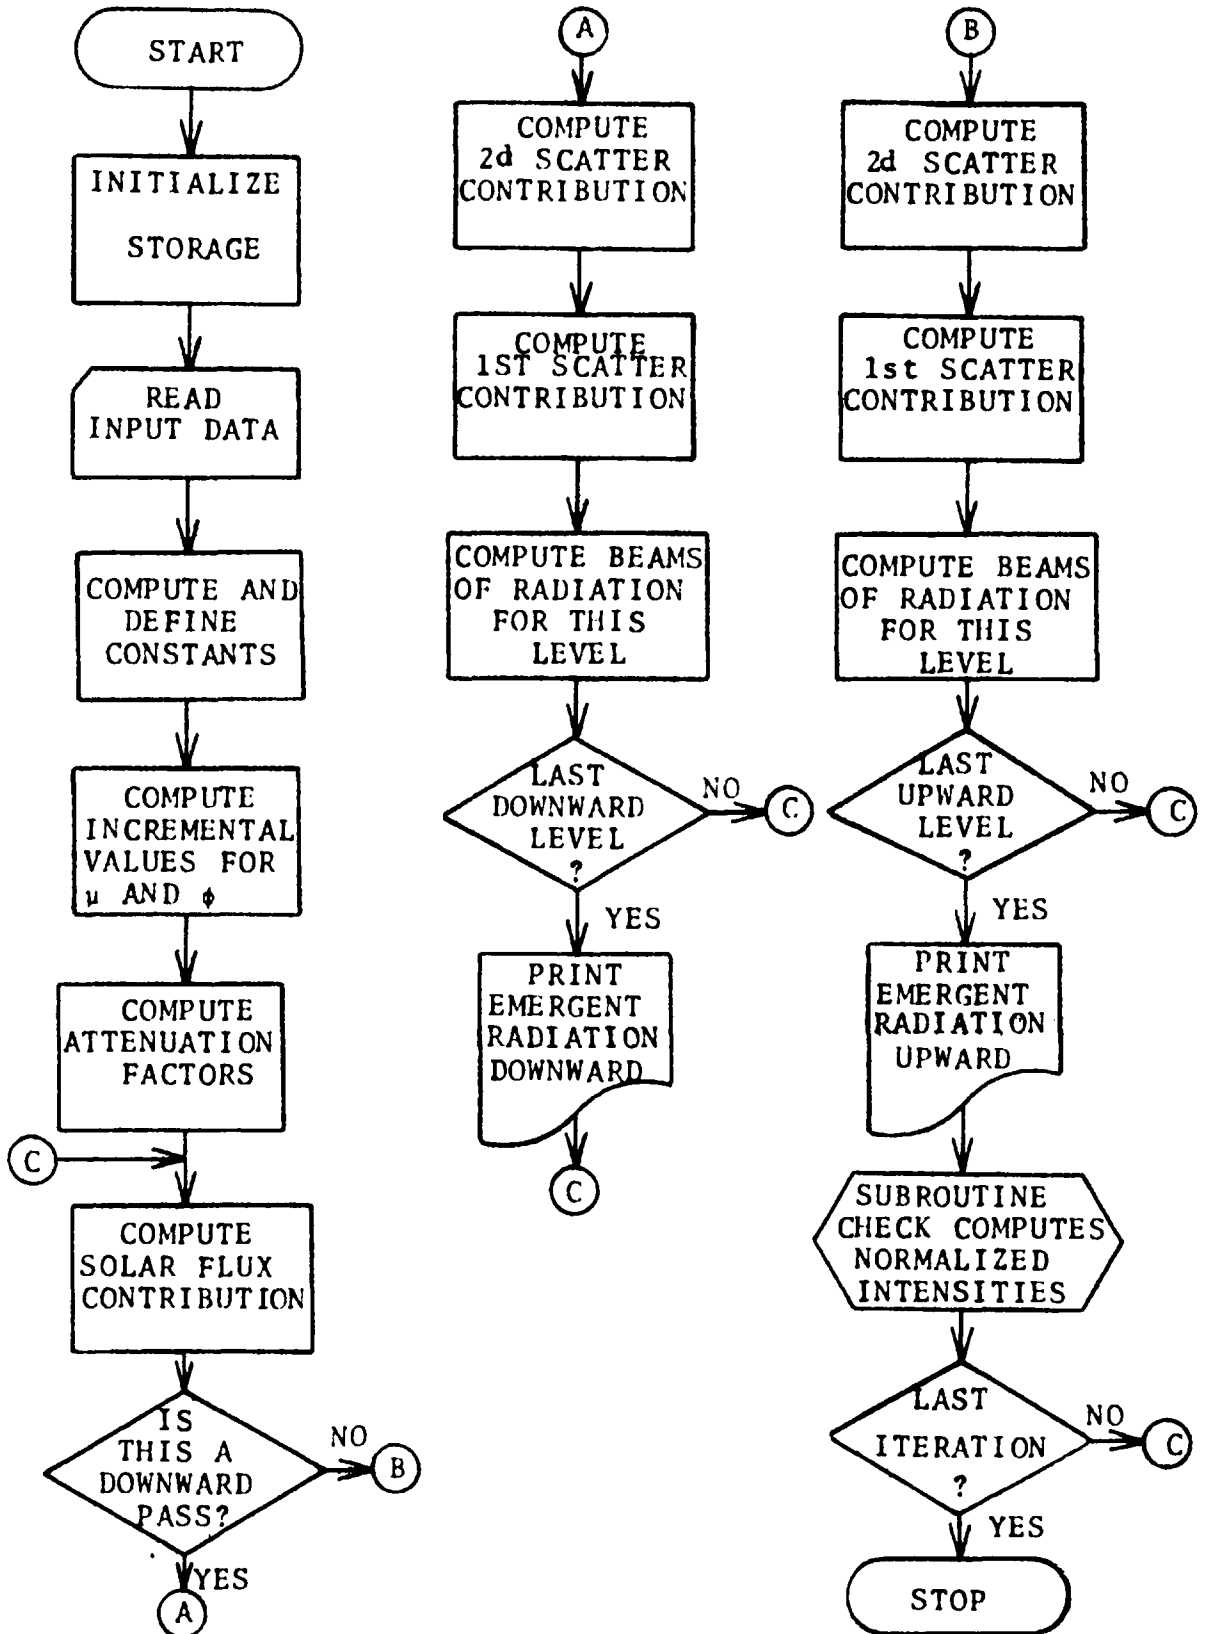 START
INITIALIZE
STORAGE
READ
INPUT DATA
COMPUTE AND
DEFINE
CONSTANTS
COMPUTE
INCREMENTAL
VALUES FOR
μ AND ϕ
COMPUTE
ATTENUATION
FACTORS
C
COMPUTE
SOLAR FLUX
CONTRIBUTION
IS
THIS A
DOWNWARD
PASS?
NO
B
YES
A
A
COMPUTE
2d SCATTER
CONTRIBUTION
COMPUTE
1ST SCATTER
CONTRIBUTION
COMPUTE BEAMS
OF RADIATION
FOR THIS
LEVEL
LAST
DOWNWARD
LEVEL
?
NO
C
YES
PRINT
EMERGENT
RADIATION
DOWNWARD
C
B
COMPUTE
2d SCATTER
CONTRIBUTION
COMPUTE
1st SCATTER
CONTRIBUTION
COMPUTE BEAMS
OF RADIATION
FOR THIS
LEVEL
LAST
UPWARD
LEVEL
?
NO
C
YES
PRINT
EMERGENT
RADIATION
UPWARD
SUBROUTINE
CHECK COMPUTES
NORMALIZED
INTENSITIES
LAST
ITERATION
?
NO
C
YES
STOP